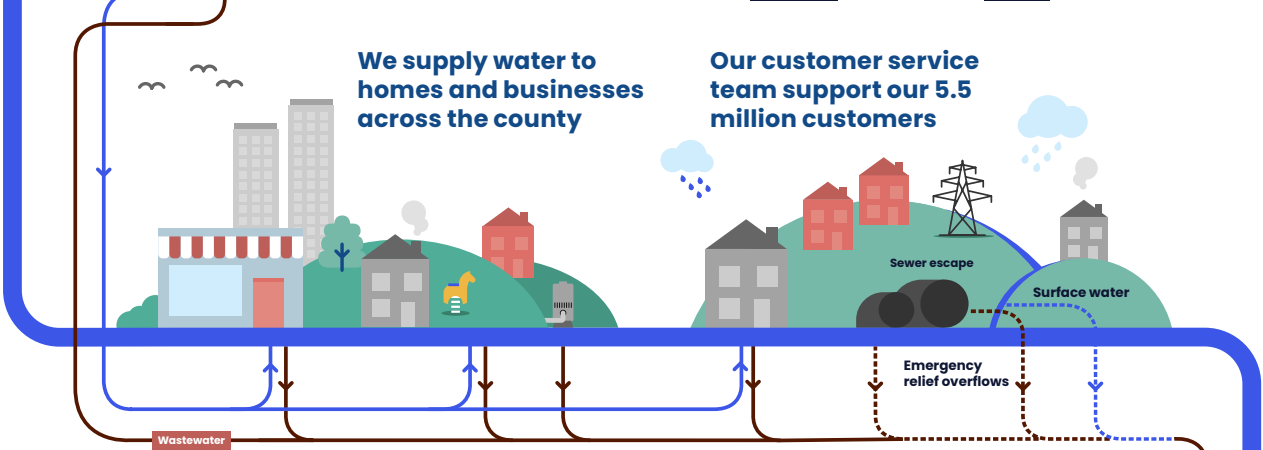 We supply water to
homes and businesses
across the county
Our customer service
team support our 5.5
million customers
Sewer escape
Surface water
Emergency
relief overflows
Wastewater